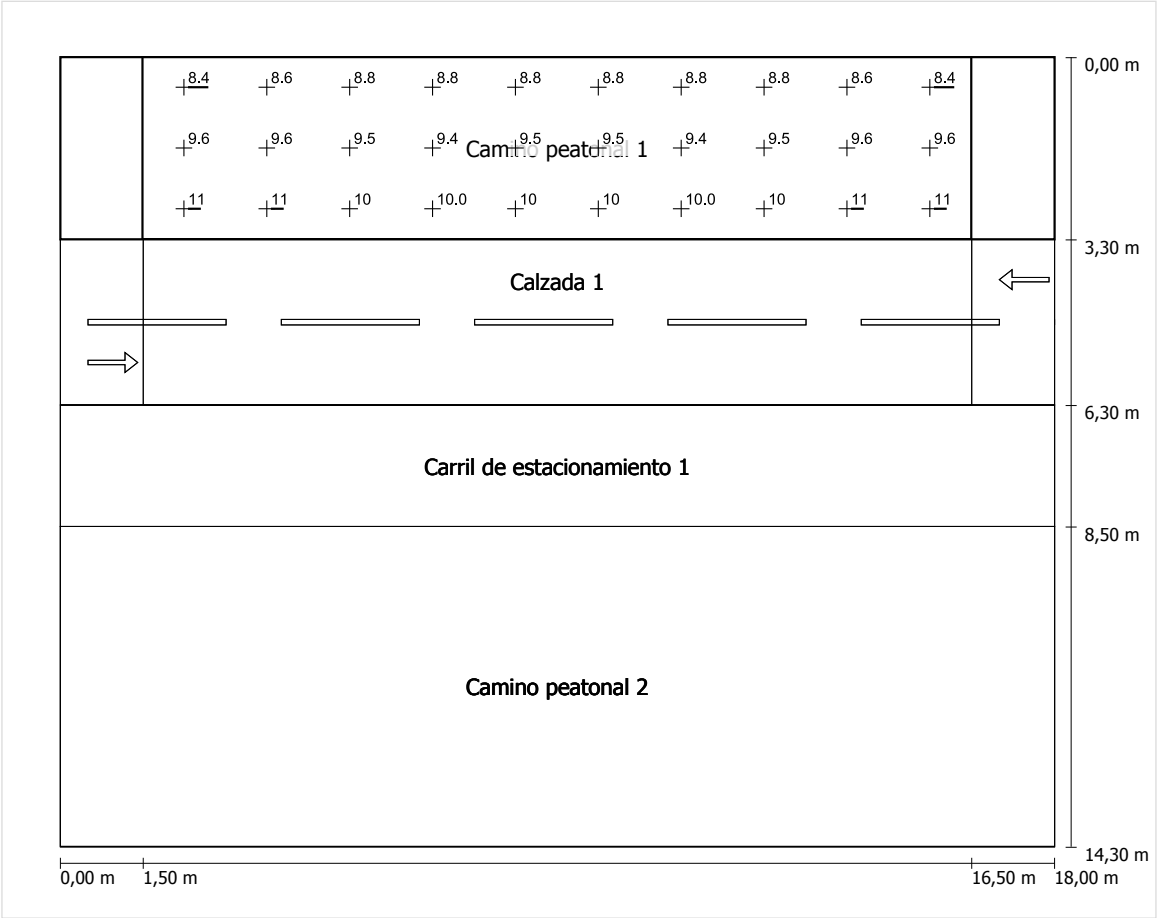 8.4 8.6 8.8 8.8 8.8 8.8 8.8 8.8 8.6 8.4
0,00 m
9.6 9.6 9.5 9.4 9.5 9.5 9.4 9.5 9.6 9.6
Camino peatonal 1
11 11 10 10.0 10 10 10.0 10 11 11
3,30 m
Calzada 1
6,30 m
Carril de estacionamiento 1
8,50 m
Camino peatonal 2
14,30 m
0,00 m 1,50 m 16,50 m 18,00 m